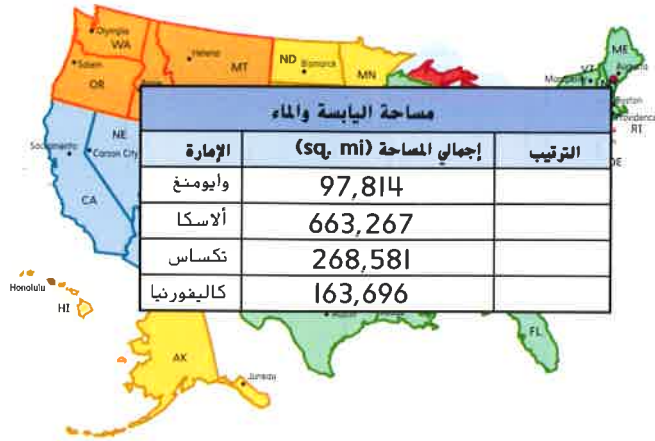 Olympia
WA
Salem
OR
Helena
MT
ND
Bismarck
MN
ME
Augusta
Boston
Providence
RI
DE
مساحة اليابسة والماء
الترتيب إجمالي المساحة (sq. mi) الإمارة
وايومنغ 97,814
ألاسكا 663,267
تكساس 268,581
كاليفورنيا 163,696
Sacramento
NE
Carson City
CA
Honolulu
HI
AK
Juneau
FL